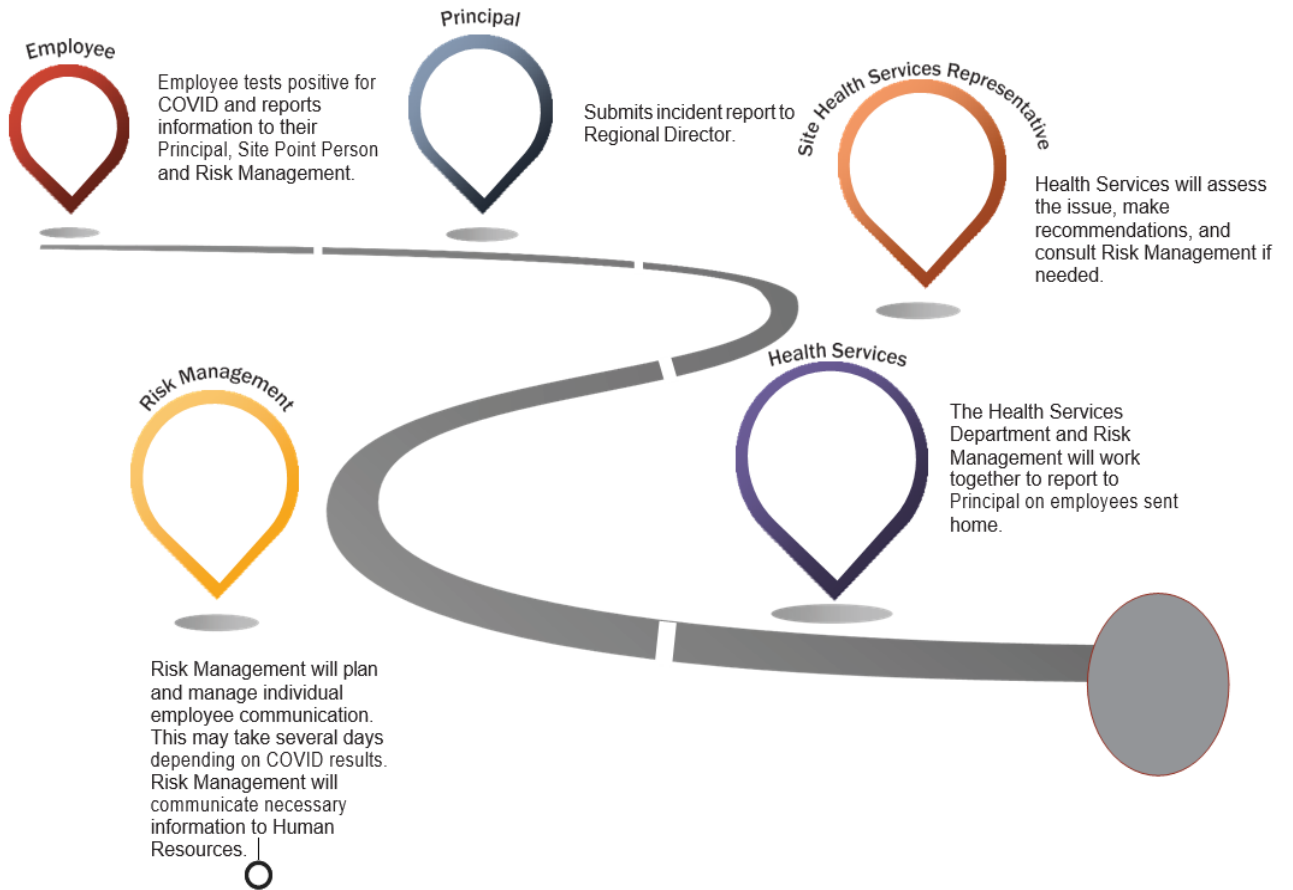 Employee
Employee tests positive for
COVID and reports
information to their
Principal, Site Point Person
and Risk Management.
Principal
Submits incident report to
Regional Director.
Site Health Services Representative
Health Services will assess
the issue, make
recommendations, and
consult Risk Management if
needed.
Risk Management
Risk Management will plan
and manage individual
employee communication.
This may take several days
depending on COVID results.
Risk Management will
communicate necessary
information to Human
Resources.
Health Services
The Health Services
Department and Risk
Management will work
together to report to
Principal on employees sent
home.